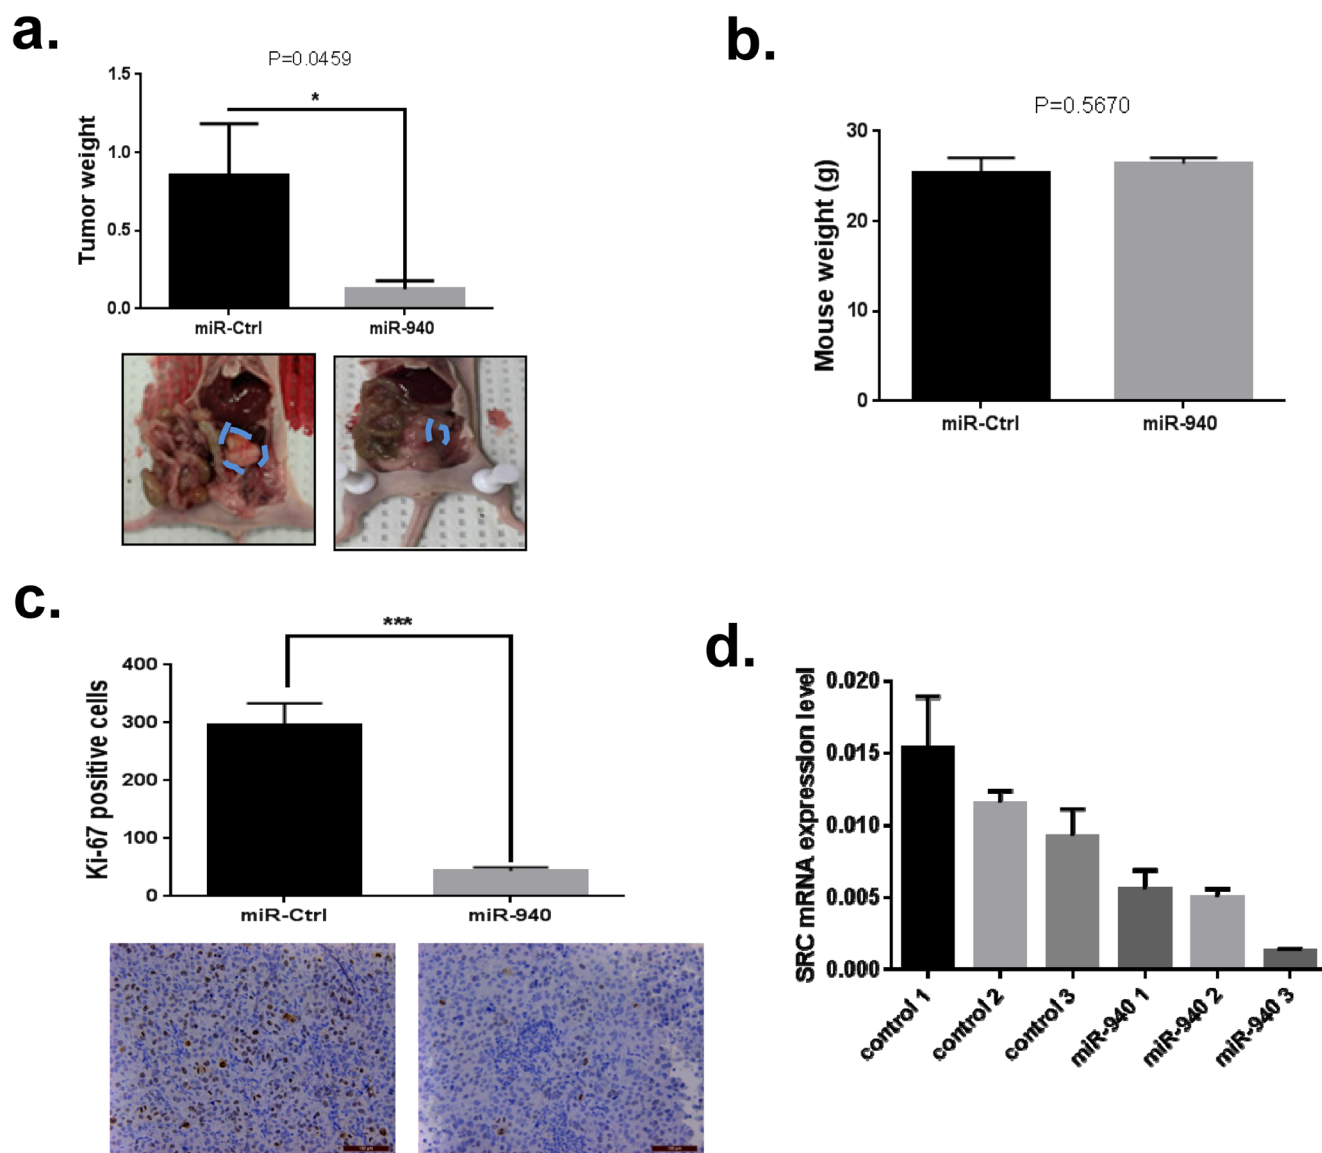 a.
P=0.0459
*
Tumor weight
1.5
1.0
0.5
0.0
miR-Ctrl
miR-940
b.
P=0.5670
Mouse weight (g)
30
20
10
0
miR-Ctrl
miR-940
c.
***
Ki-67 positive cells
400
300
200
100
0
miR-Ctrl
miR-940
d.
SRC mRNA expression level
0.020
0.015
0.010
0.005
0.000
control 1
control 2
control 3
miR-940 1
miR-940 2
miR-940 3